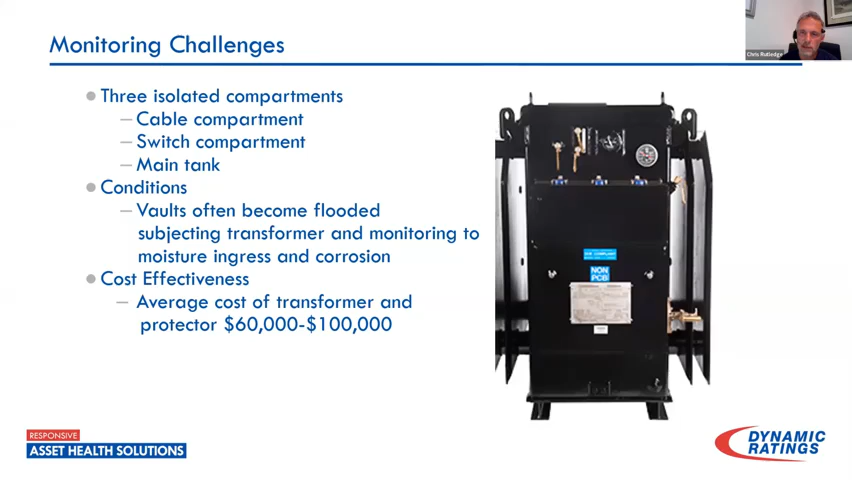 Monitoring Challenges
Chris Rutledge
Three isolated compartments
– Cable compartment
– Switch compartment
– Main tank
Conditions
– Vaults often become flooded
subjecting transformer and monitoring to
moisture ingress and corrosion
Cost Effectiveness
– Average cost of transformer and
protector $60,000-$100,000
NON
PCB
RESPONSIVE
ASSET HEALTH SOLUTIONS
DYNAMIC
RATINGS